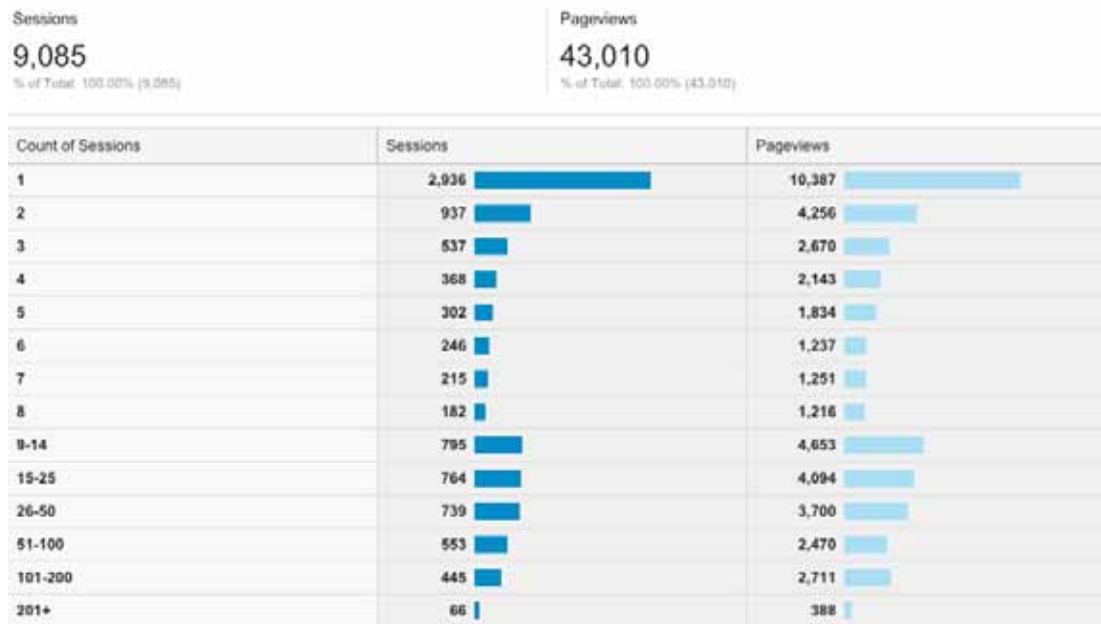 Sessions Pageviews
9,085 43,010
% of Total: 100.00% (9,085) % of Total: 100.00% (43,010)
Count of Sessions Sessions Pageviews
1 2,936 10,387
2 937 4,256
3 537 2,670
4 368 2,143
5 302 1,834
6 246 1,237
7 215 1,251
8 182 1,216
9-14 795 4,653
15-25 764 4,094
26-50 739 3,700
51-100 553 2,470
101-200 445 2,711
201+ 66 388